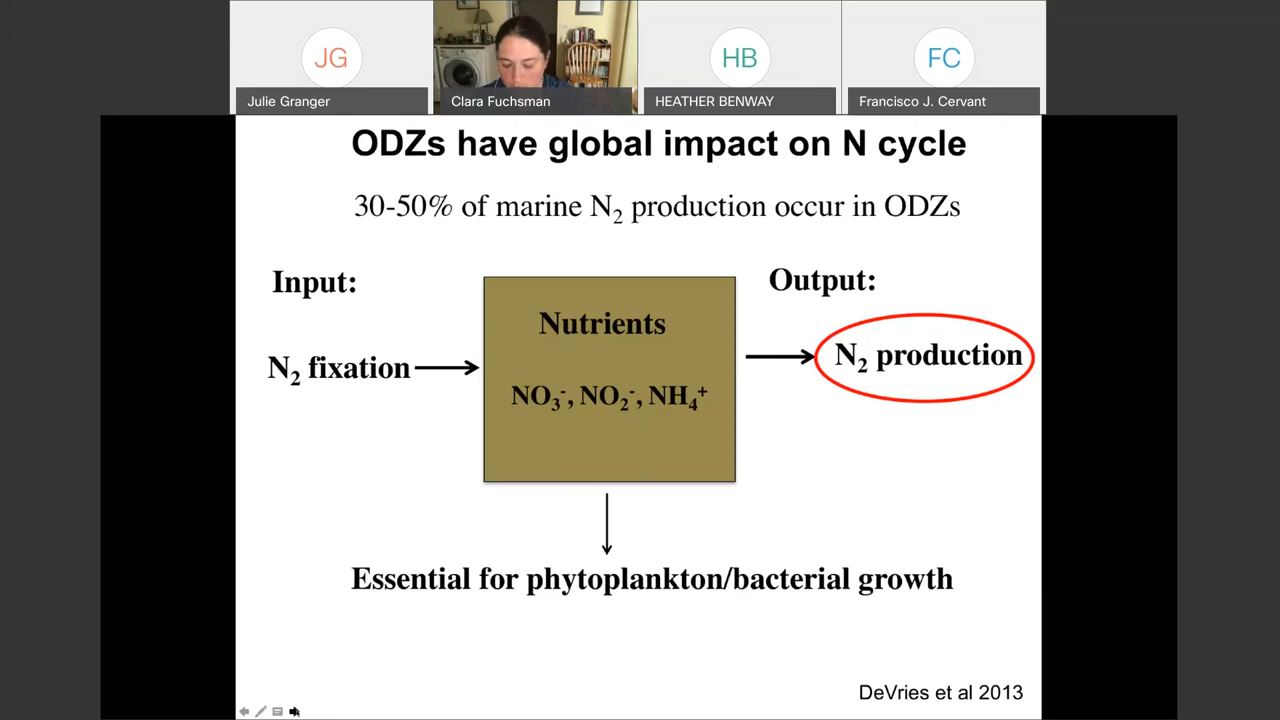 JG
HB
FC
Julie Granger
Clara Fuchsman
HEATHER BENWAY
Francisco J. Cervant
ODZs have global impact on N cycle
30-50% of marine N₂ production occur in ODZs
Input:
Output:
Nutrients
N₂ fixation
N₂ production
NO₃⁻, NO₂⁻, NH₄⁺
Essential for phytoplankton/bacterial growth
DeVries et al 2013